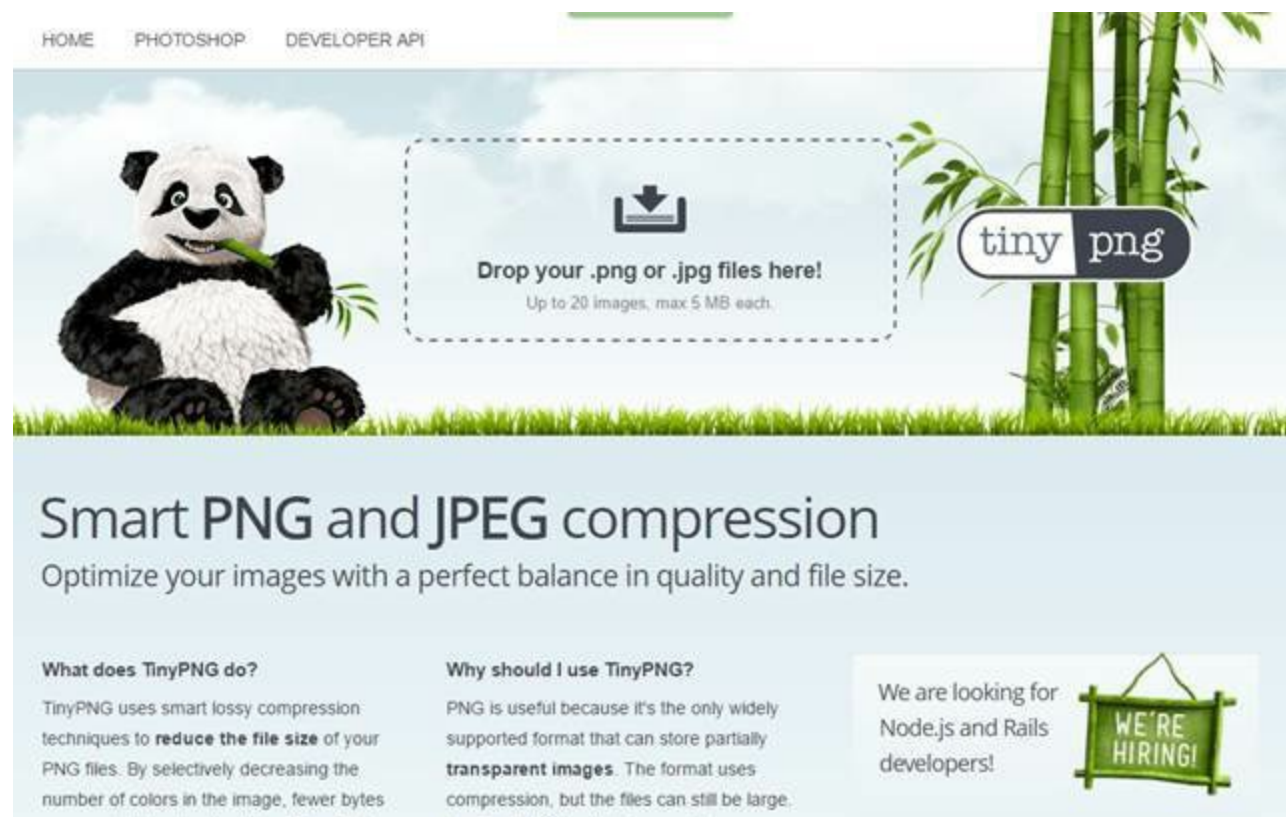 HOME PHOTOSHOP DEVELOPER API
Drop your .png or .jpg files here!
Up to 20 images, max 5 MB each.
tiny png
Smart PNG and JPEG compression
Optimize your images with a perfect balance in quality and file size.
What does TinyPNG do?
TinyPNG uses smart lossy compression
techniques to reduce the file size of your
PNG files. By selectively decreasing the
number of colors in the image, fewer bytes
Why should I use TinyPNG?
PNG is useful because it's the only widely
supported format that can store partially
transparent images. The format uses
compression, but the files can still be large.
We are looking for
Node.js and Rails
developers!
WE'RE
HIRING!